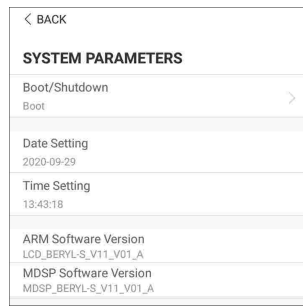 BACK
SYSTEM PARAMETERS
Boot/Shutdown
Boot
Date Setting
2020-09-29
Time Setting
13:43:18
ARM Software Version
LCD_BERYL-S_V11_V01_A
MDSP Software Version
MDSP_BERYL-S_V11_V01_A